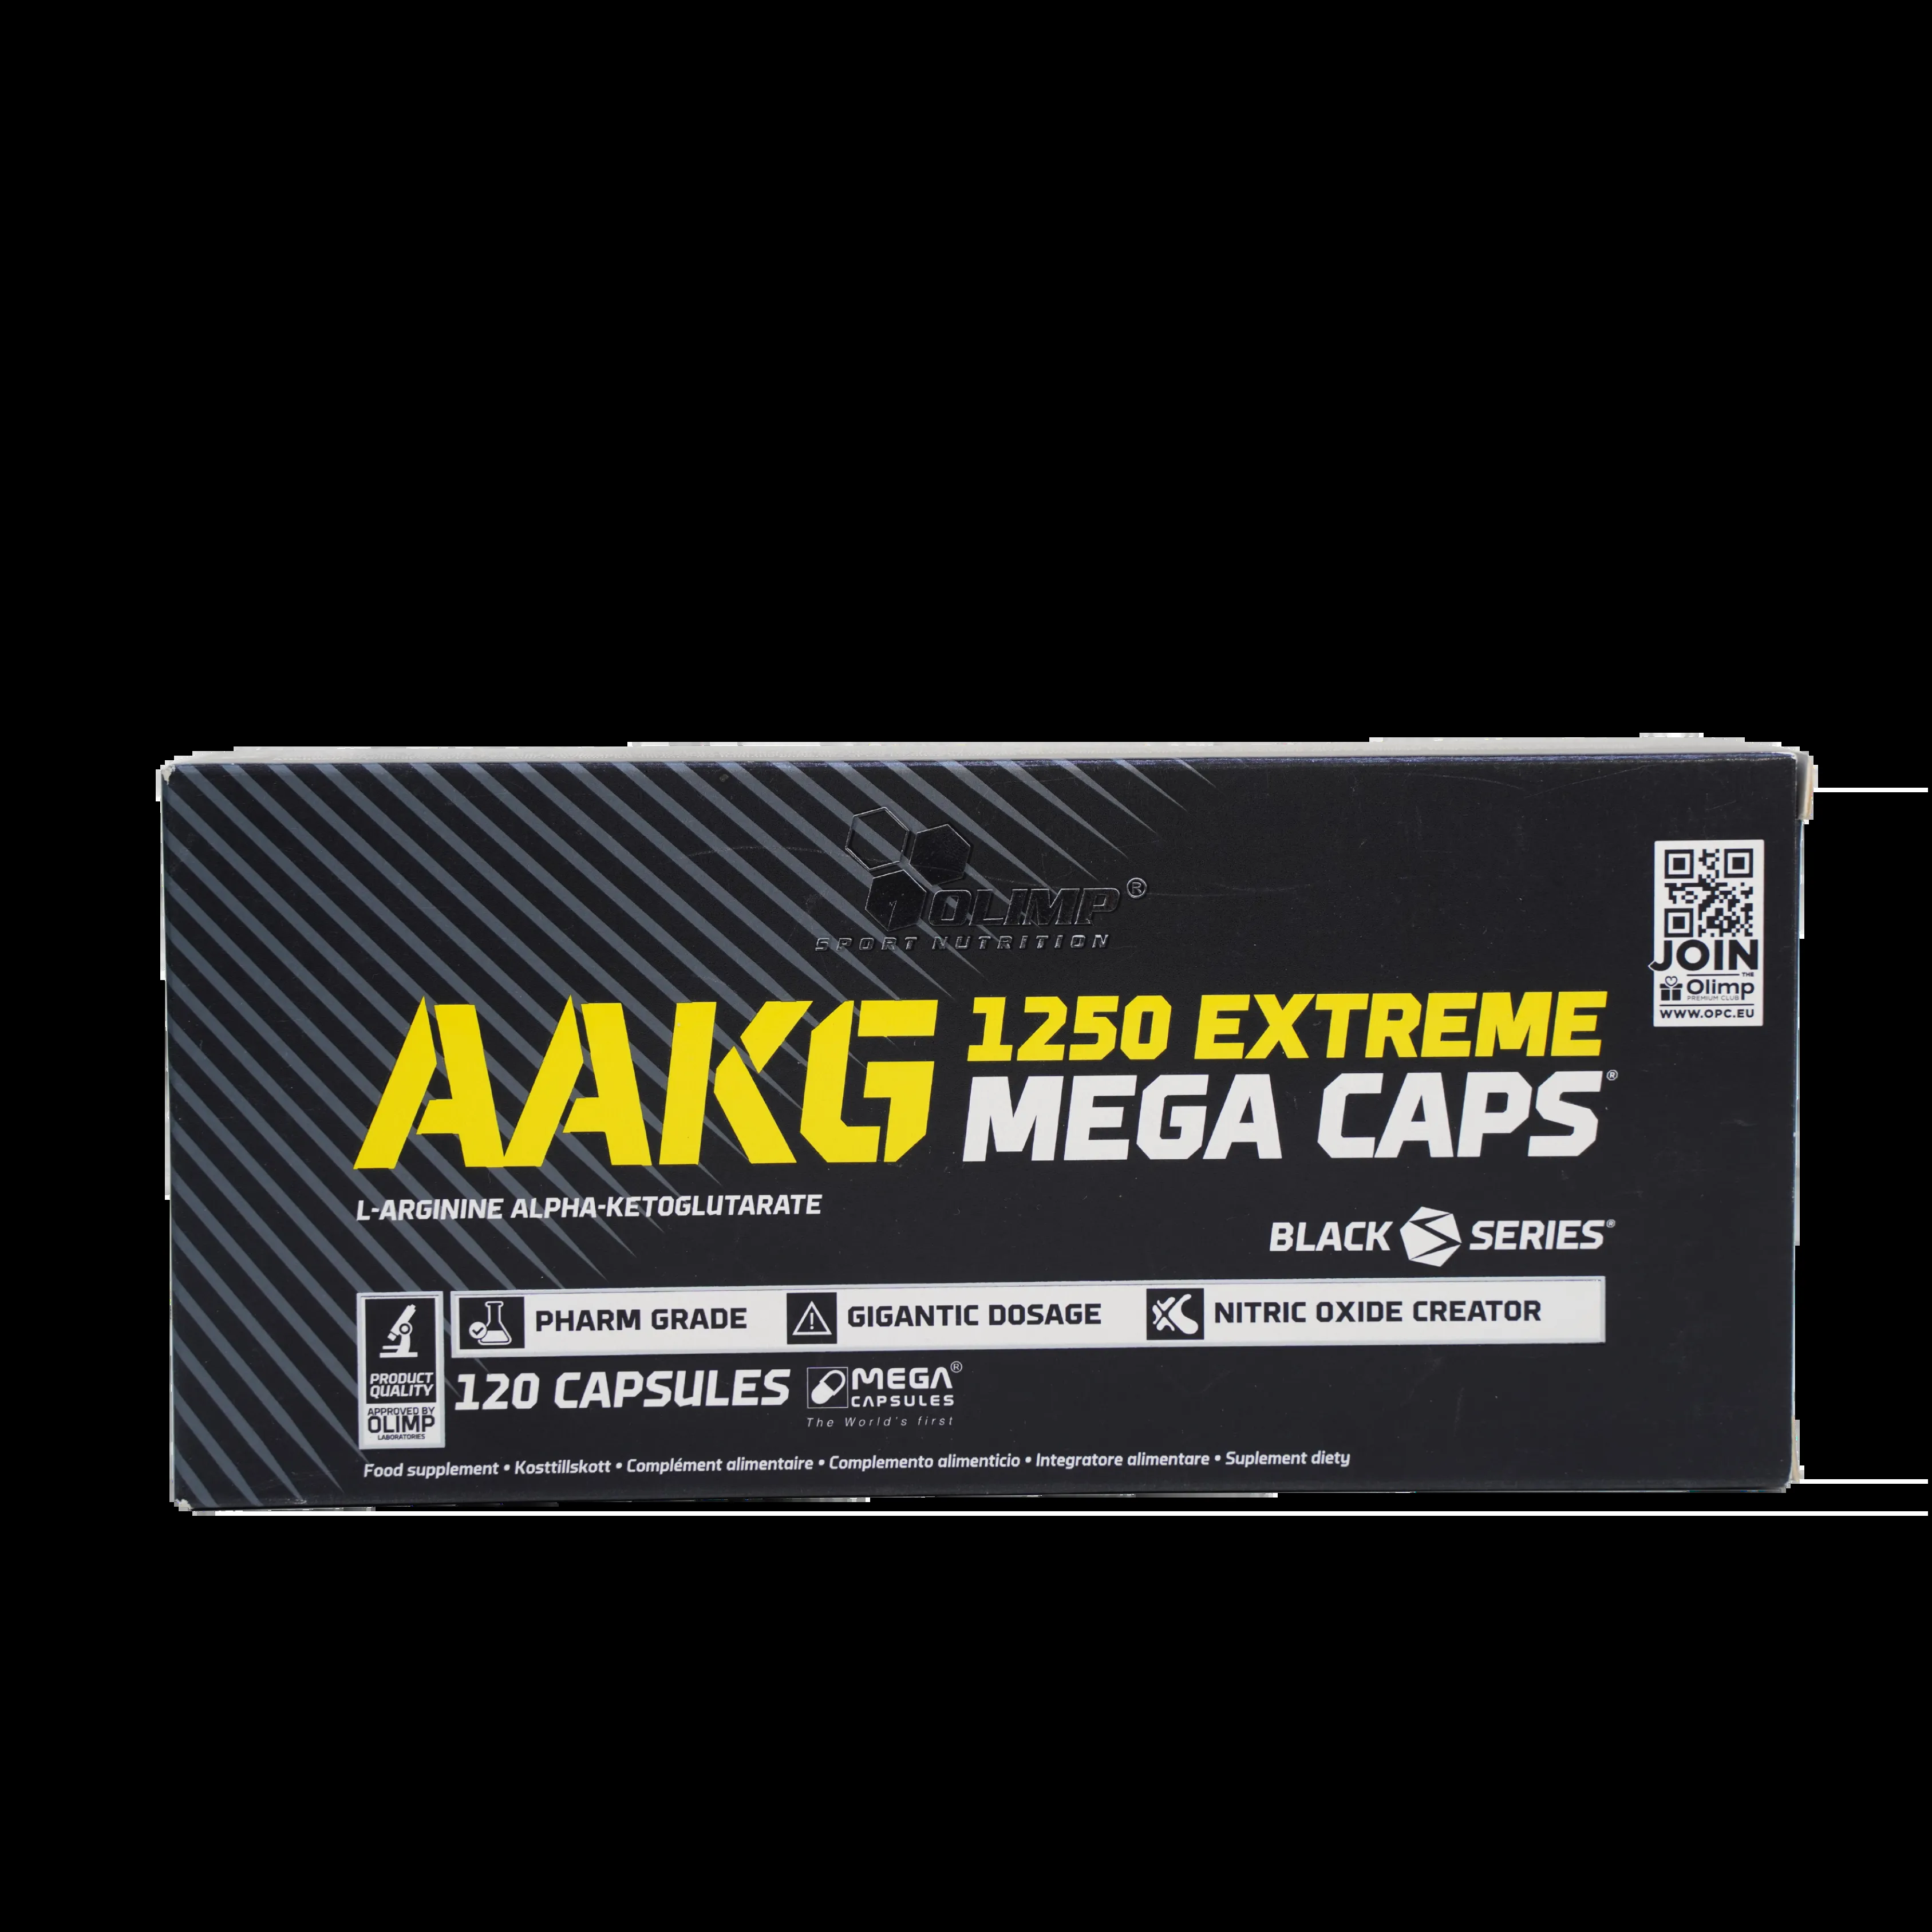 OLIMP®
SPORT NUTRITION
JOIN
THE
Olimp
PREMIUM CLUB
WWW.OPC.EU
AAKG 1250 EXTREME
MEGA CAPS®
L-ARGININE ALPHA-KETOGLUTARATE
BLACK SERIES®
PHARM GRADE
GIGANTIC DOSAGE
NITRIC OXIDE CREATOR
PRODUCT
QUALITY
APPROVED BY
OLIMP
LABORATORIES
120 CAPSULES
MEGA®
CAPSULES
The World's first
Food supplement • Kosttillskott • Complément alimentaire • Complemento alimenticio • Integratore alimentare • Suplement diety